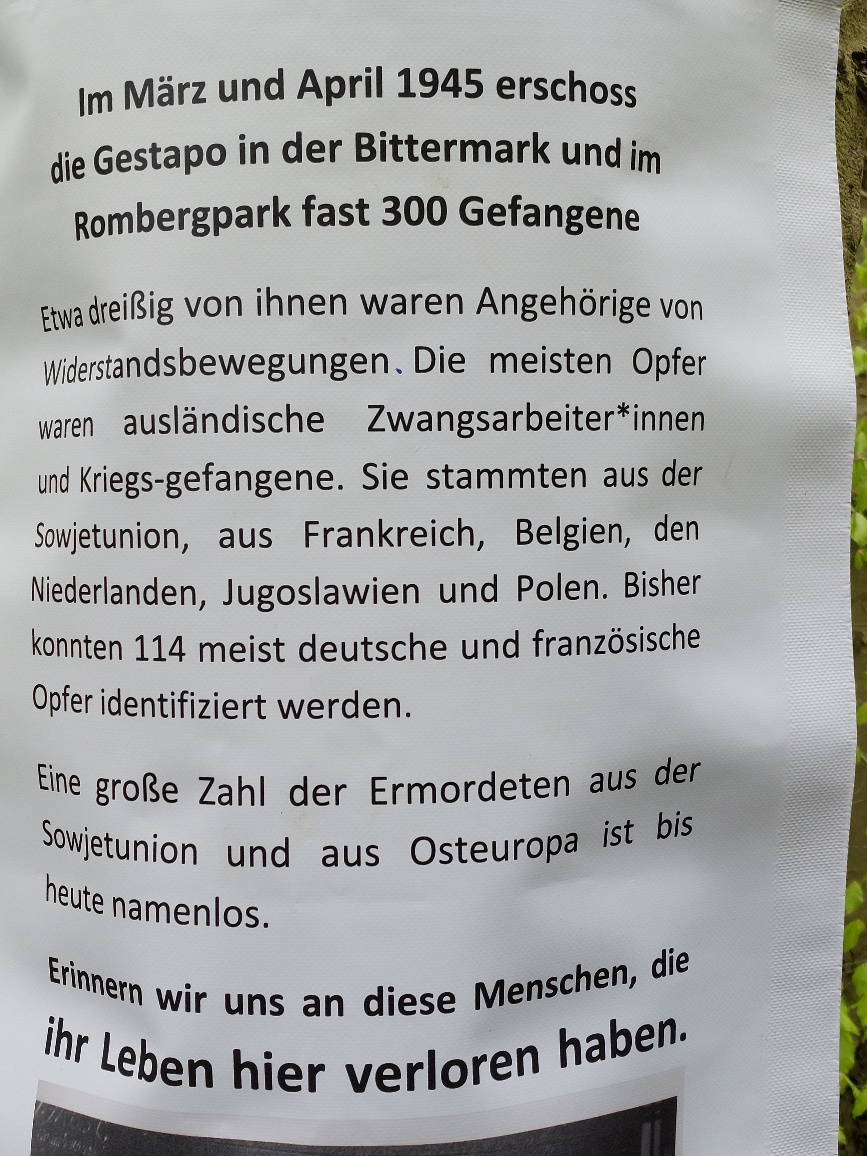 Im März und April 1945 erschoss
die Gestapo in der Bittermark und im
Rombergpark fast 300 Gefangene
Etwa dreißig von ihnen waren Angehörige von
Widerstandsbewegungen. Die meisten Opfer
waren ausländische Zwangsarbeiter*innen
und Kriegs-gefangene. Sie stammten aus der
Sowjetunion, aus Frankreich, Belgien, den
Niederlanden, Jugoslawien und Polen. Bisher
konnten 114 meist deutsche und französische
Opfer identifiziert werden.
Eine große Zahl der Ermordeten aus der
Sowjetunion und aus Osteuropa ist bis
heute namenlos.
Erinnern wir uns an diese Menschen, die
ihr Leben hier verloren haben.